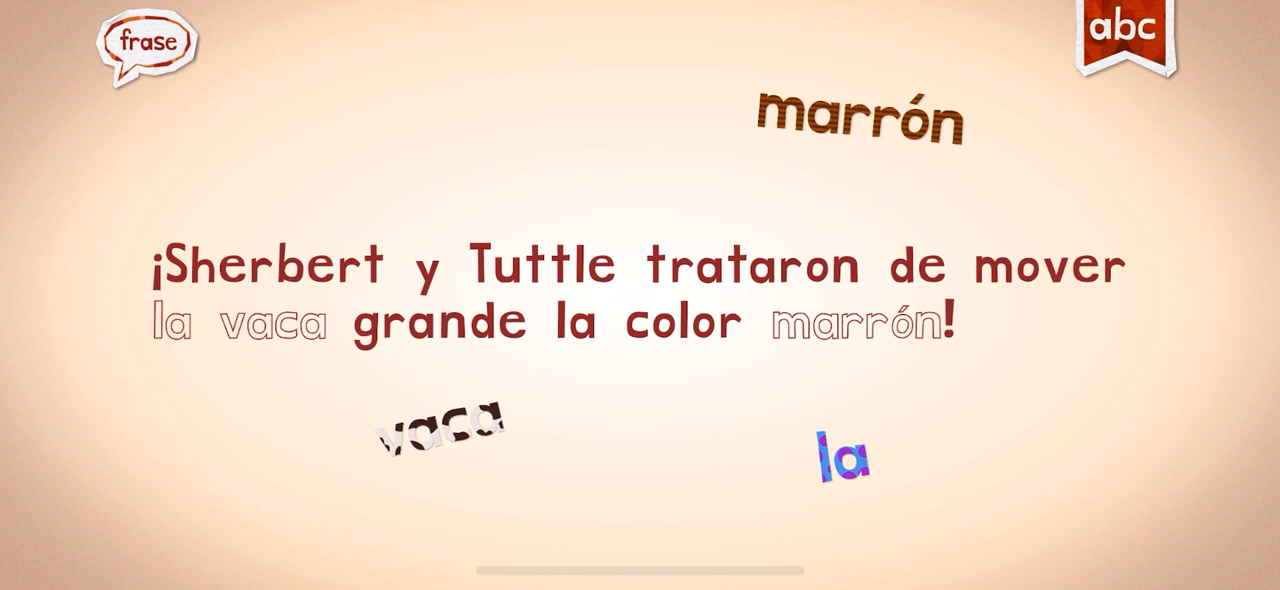 frase
abc
marrón
¡Sherbert y Tuttle trataron de mover
la vaca grande la color marrón!
vaca
la